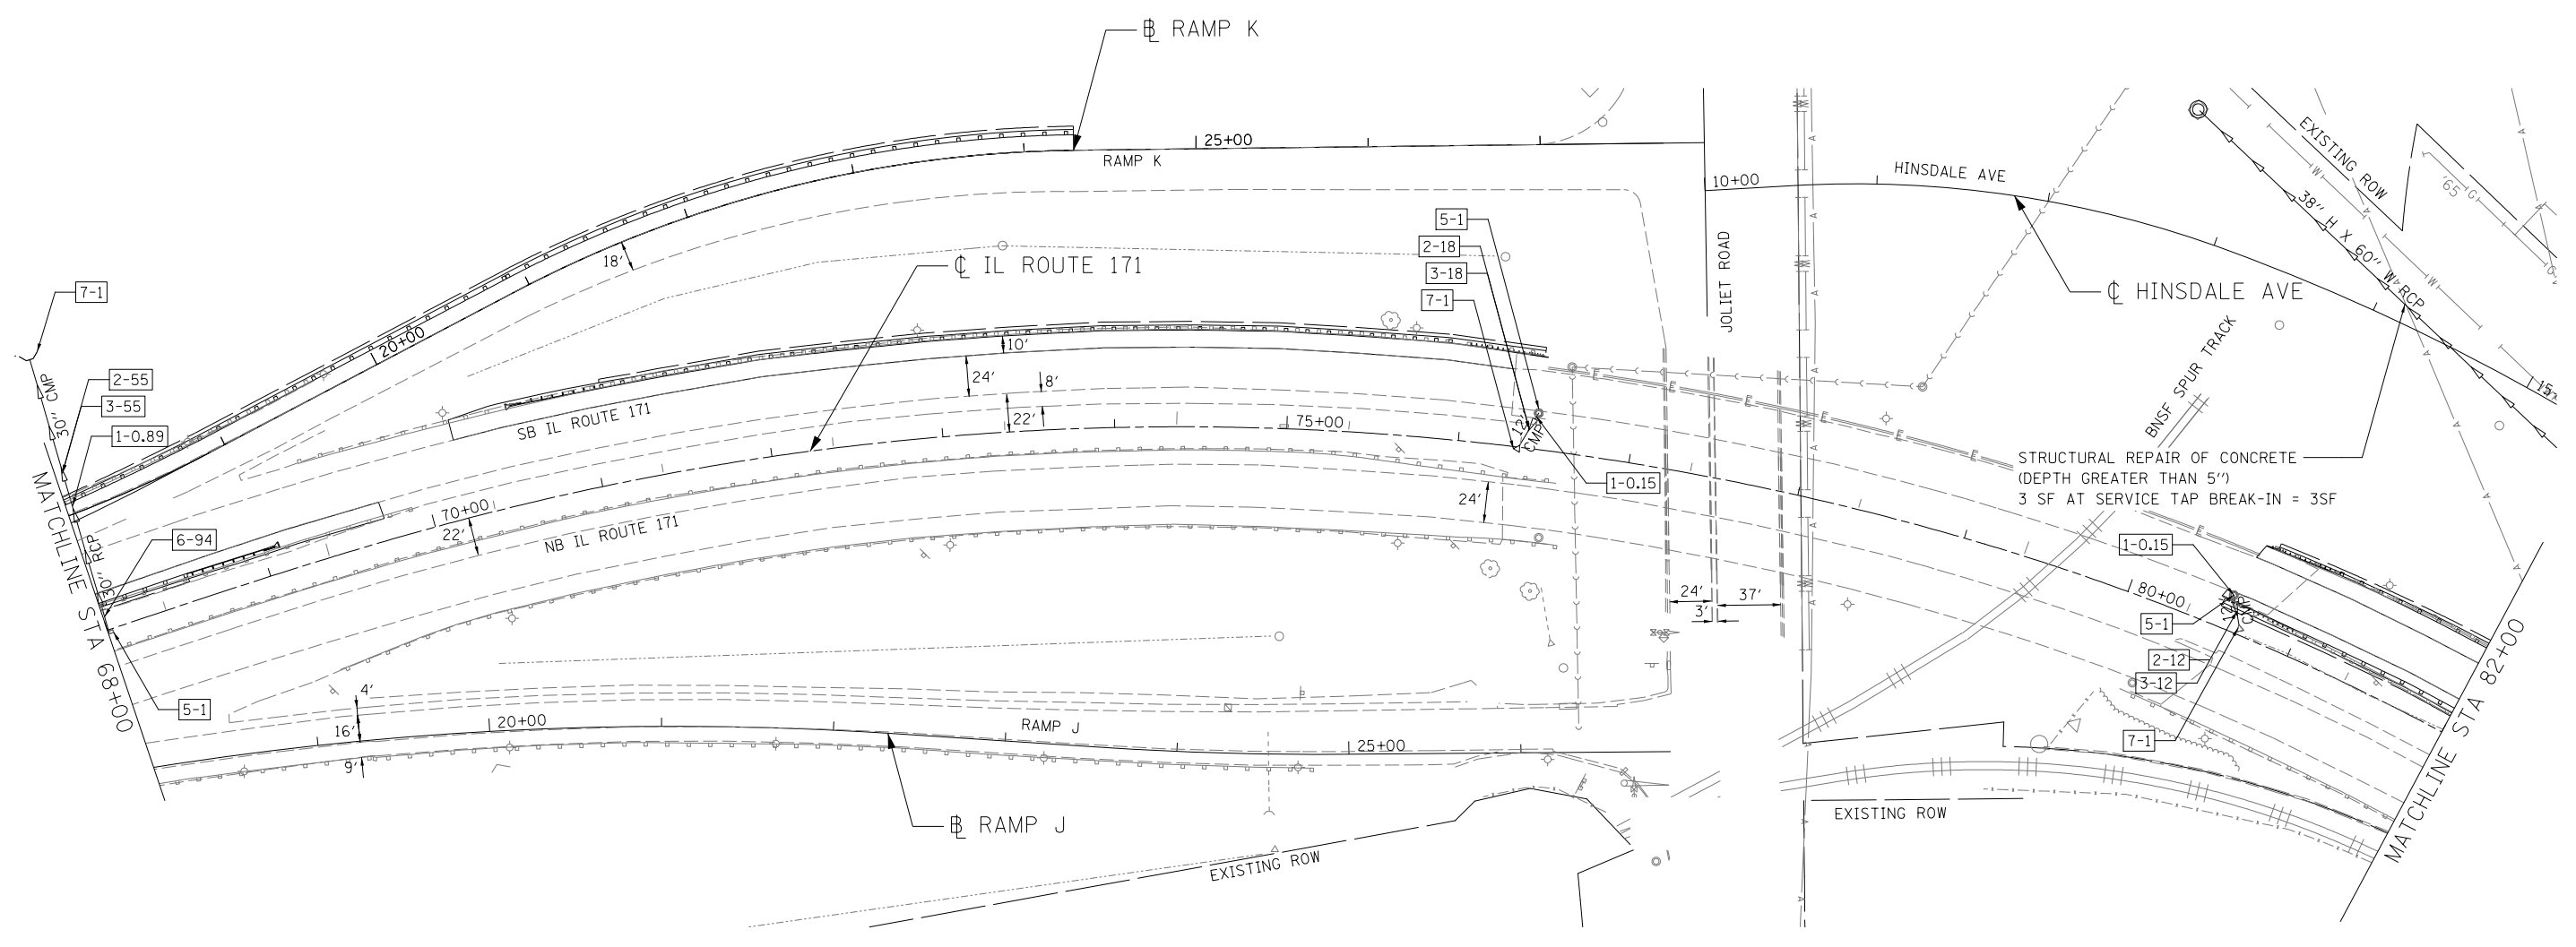 ℄ RAMP K
25+00
RAMP K
10+00
HINSDALE AVE
EXISTING ROW
'65
38" H X 60" W RCP
5-1
2-18
3-18
7-1
JOLIET ROAD
18'
℄ IL ROUTE 171
℄ HINSDALE AVE
7-1
20+00
10'
24'
8'
22'
SB IL ROUTE 171
75+00
12"
CMP
1-0.15
BNSF SPUR TRACK
15
30" CMP
2-55
3-55
1-0.89
STRUCTURAL REPAIR OF CONCRETE
(DEPTH GREATER THAN 5")
3 SF AT SERVICE TAP BREAK-IN = 3SF
70+00
22'
NB IL ROUTE 171
24'
6-94
30" RCP
MATCHLINE STA 68+00
1-0.15
80+00
24'
3'
37'
5-1
2-12
3-12
7-1
MATCHLINE STA 82+00
5-1
4'
16'
9'
20+00
RAMP J
25+00
℄ RAMP J
EXISTING ROW
EXISTING ROW